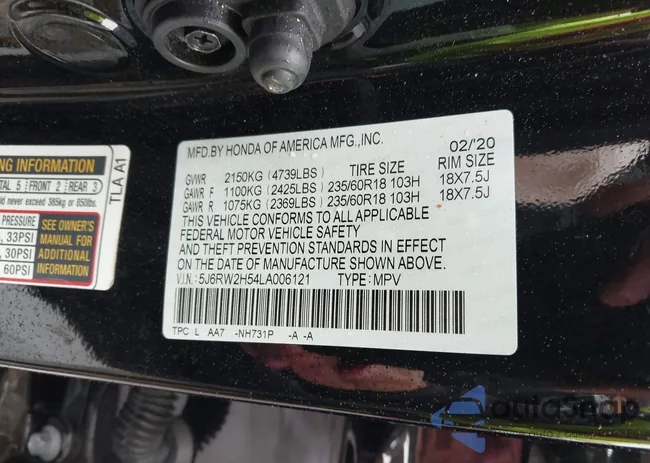 NG INFORMATION
TOTAL 5 | FRONT 2 | REAR 3
never exceed 385kg or 850lbs.
PRESSURE
33PSI
30PSI
60PSI
SEE OWNER'S
MANUAL FOR
ADDITIONAL
INFORMATION
TLA A1
MFD.BY HONDA OF AMERICA MFG.,INC. 02/'20
GVWR 2150KG (4739LBS) TIRE SIZE RIM SIZE
GAWR F 1100KG (2425LBS) 235/60R18 103H 18X7.5J
GAWR R 1075KG (2369LBS) 235/60R18 103H 18X7.5J
THIS VEHICLE CONFORMS TO ALL APPLICABLE
FEDERAL MOTOR VEHICLE SAFETY
AND THEFT PREVENTION STANDARDS IN EFFECT
ON THE DATE OF MANUFACTURE SHOWN ABOVE.
V.I.N.: 5J6RW2H54LA006121 TYPE: MPV
TPC L AA7 -NH731P -A -A
autoSnap